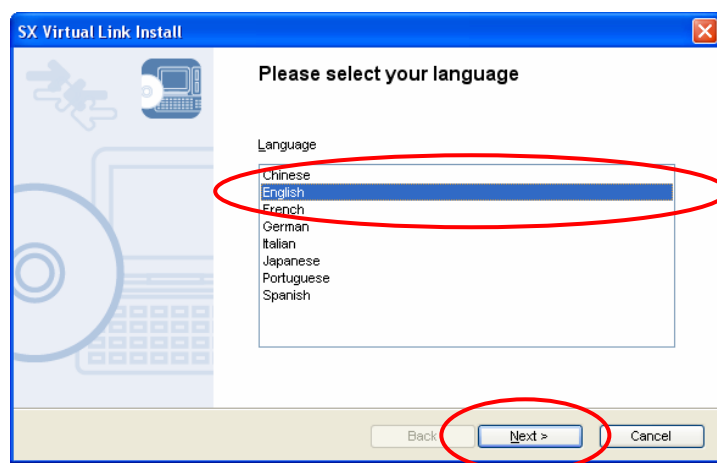 SX Virtual Link Install
Please select your language
Language
Chinese
English
French
German
Italian
Japanese
Portuguese
Spanish
Back
Next >
Cancel